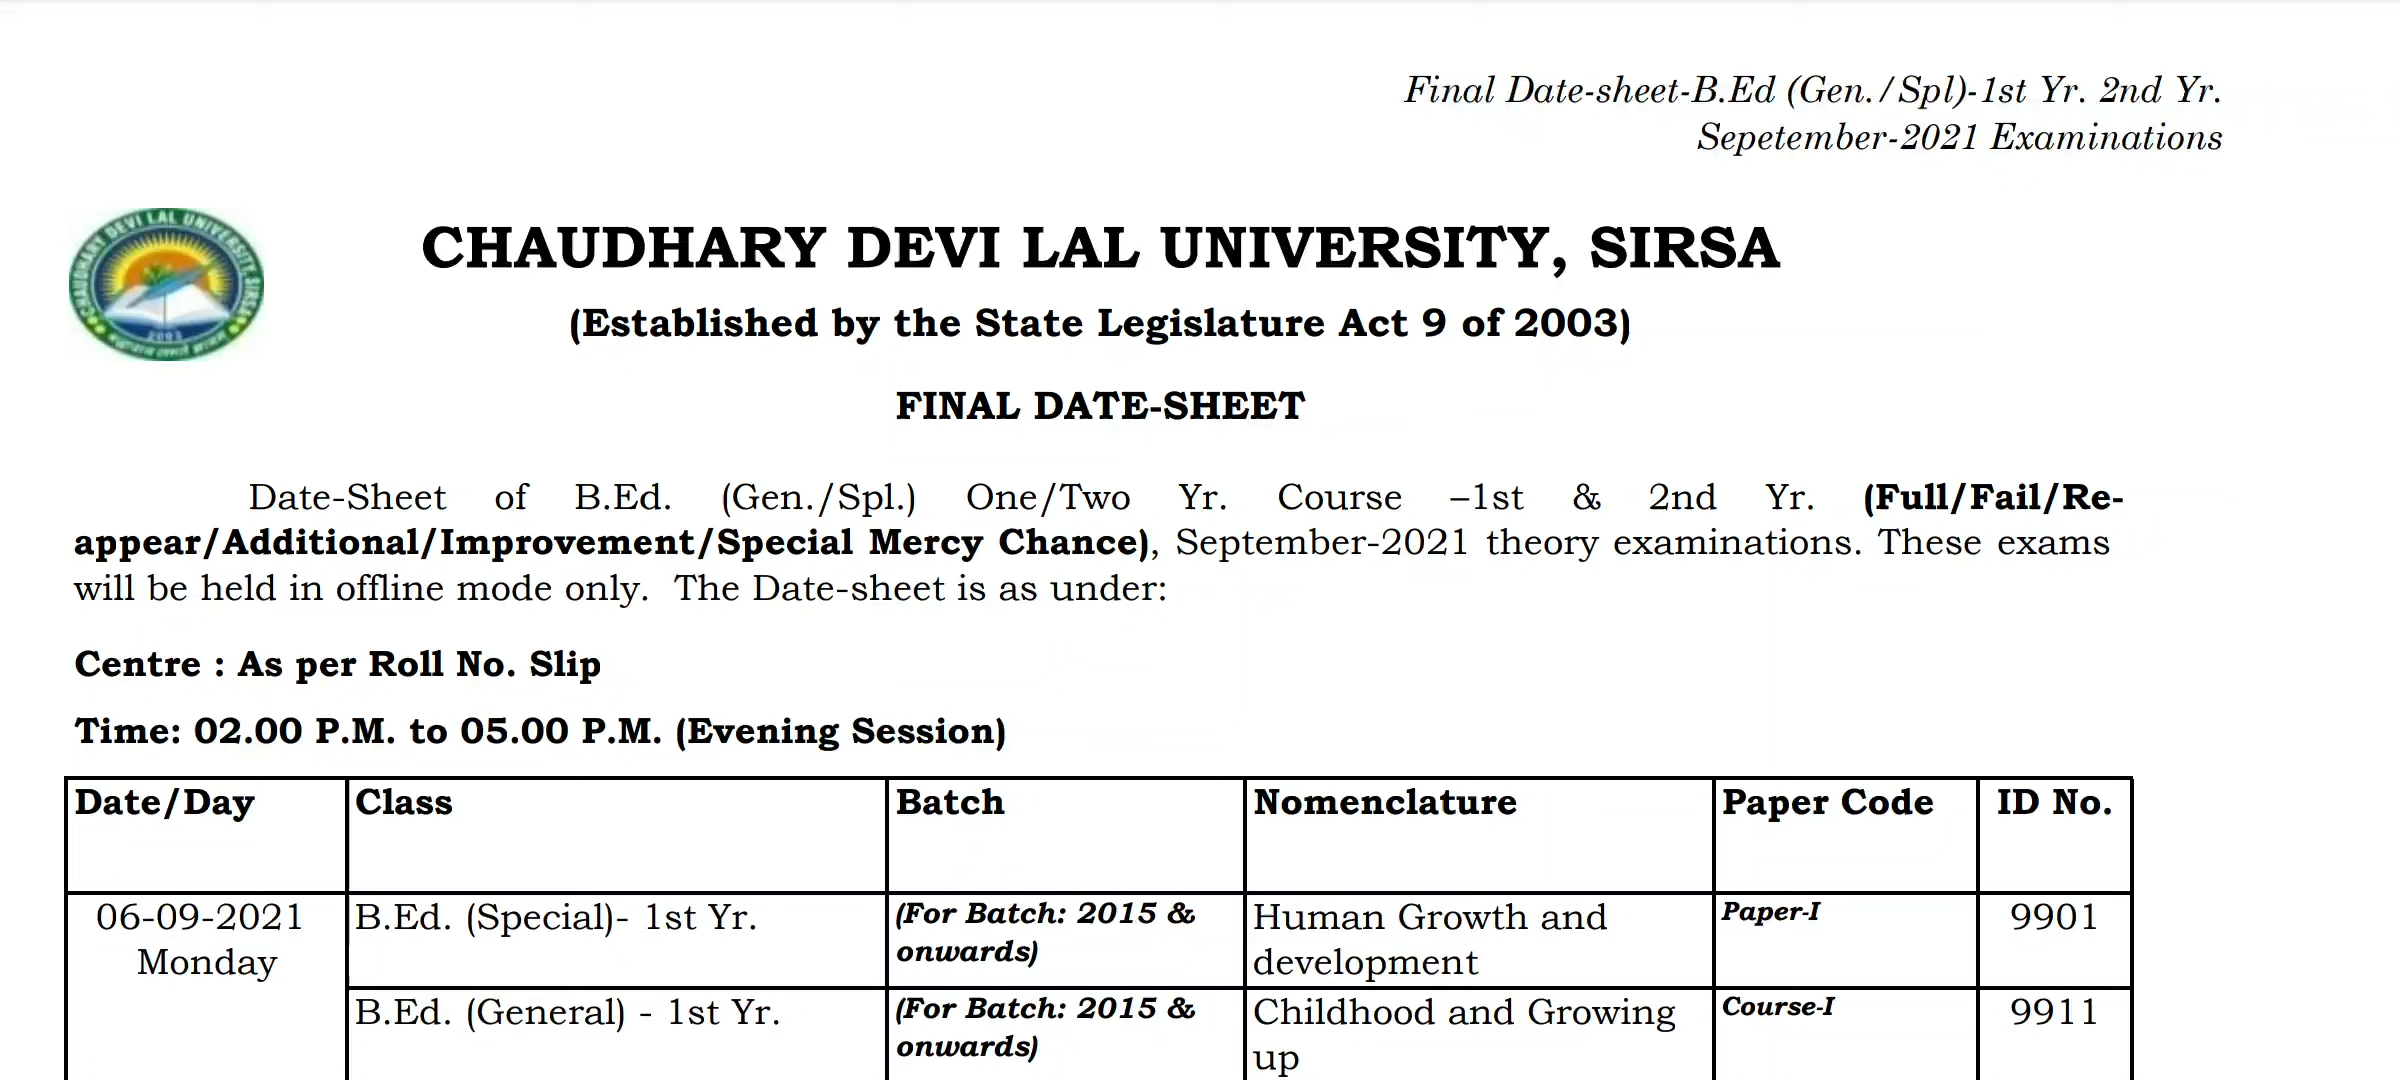 Final Date-sheet-B.Ed (Gen./Spl)-1st Yr. 2nd Yr.
Sepetember-2021 Examinations
CHAUDHARY DEVI LAL UNIVERSITY, SIRSA
CHAUDHARY DEVI LAL UNIVERSITY, SIRSA
(Established by the State Legislature Act 9 of 2003)
FINAL DATE-SHEET
Date-Sheet of B.Ed. (Gen./Spl.) One/Two Yr. Course –1st & 2nd Yr. (Full/Fail/Re-
appear/Additional/Improvement/Special Mercy Chance), September-2021 theory examinations. These exams
will be held in offline mode only. The Date-sheet is as under:
Centre : As per Roll No. Slip
Time: 02.00 P.M. to 05.00 P.M. (Evening Session)
Date/Day Class Batch Nomenclature Paper Code ID No.
06-09-2021 B.Ed. (Special)- 1st Yr. (For Batch: 2015 & Human Growth and Paper-I 9901
Monday onwards) development
B.Ed. (General) - 1st Yr. (For Batch: 2015 & Childhood and Growing Course-I 9911
onwards) up